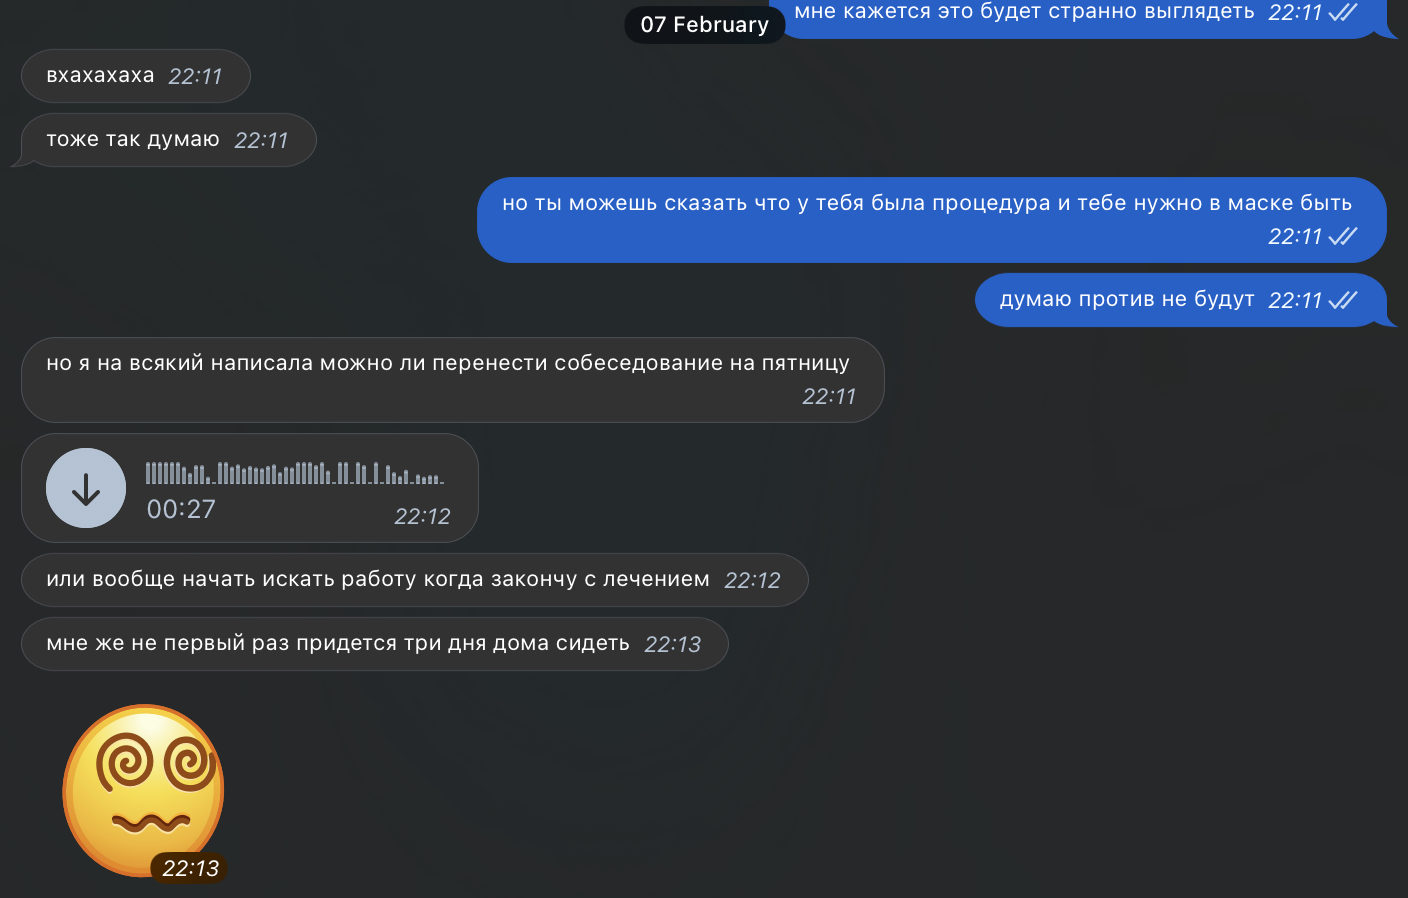 мне кажется это будет странно выглядеть 22:11
07 February
вхахахаха 22:11
тоже так думаю 22:11
но ты можешь сказать что у тебя была процедура и тебе нужно в маске быть
22:11
думаю против не будут 22:11
но я на всякий написала можно ли перенести собеседование на пятницу
22:11
00:27 22:12
или вообще начать искать работу когда закончу с лечением 22:12
мне же не первый раз придется три дня дома сидеть 22:13
22:13